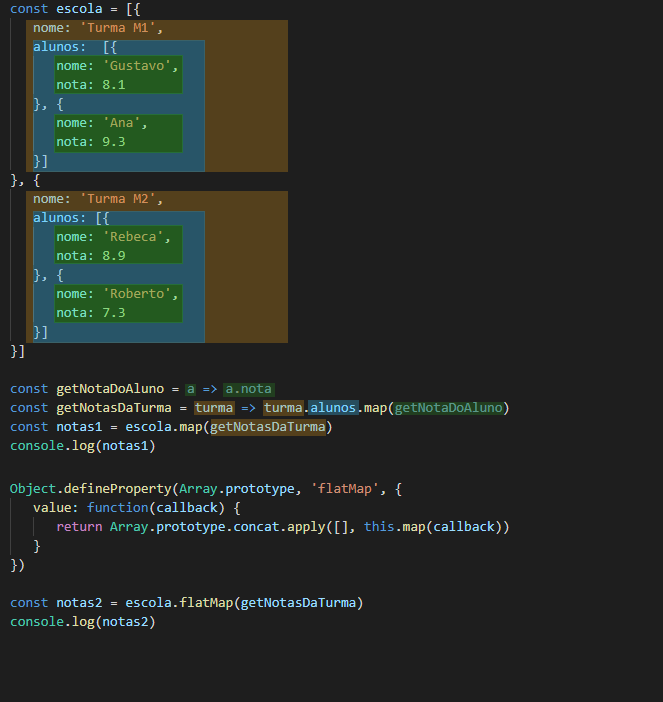 const escola = [{
nome: 'Turma M1',
alunos:  [{
nome: 'Gustavo',
nota: 8.1
}, {
nome: 'Ana',
nota: 9.3
}]
}, {
nome: 'Turma M2',
alunos: [{
nome: 'Rebeca',
nota: 8.9
}, {
nome: 'Roberto',
nota: 7.3
}]
}]
const getNotaDoAluno = a => a.nota
const getNotasDaTurma = turma => turma.alunos.map(getNotaDoAluno)
const notas1 = escola.map(getNotasDaTurma)
console.log(notas1)
Object.defineProperty(Array.prototype, 'flatMap', {
value: function(callback) {
return Array.prototype.concat.apply([], this.map(callback))
}
})
const notas2 = escola.flatMap(getNotasDaTurma)
console.log(notas2)